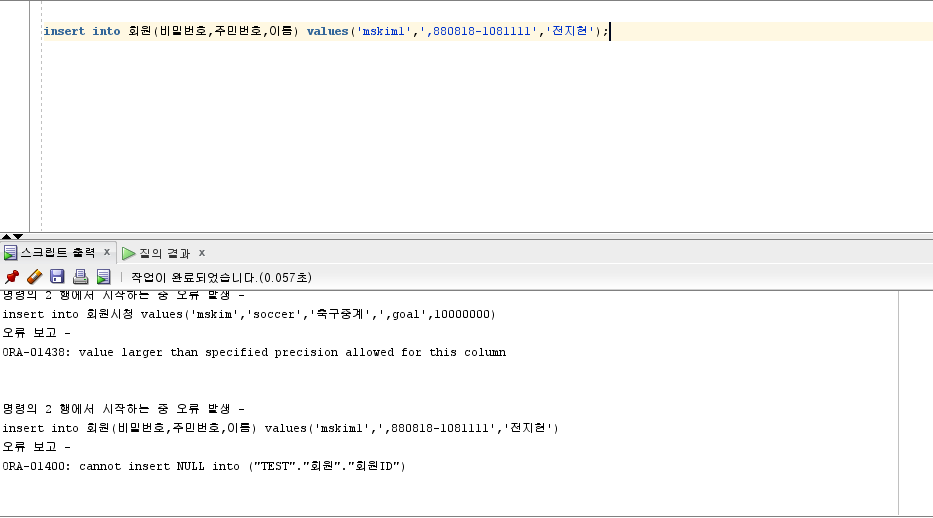 insert into 회원(비밀번호,주민번호,이름) values('mskim1',',880818-1081111','전지현');
스크립트 출력 x 질의 결과 x
작업이 완료되었습니다.(0.057초)
명령의 2 행에서 시작하는 중 오류 발생 -
insert into 회원시청 values('mskim','soccer','축구중계',',goal',10000000)
오류 보고 -
ORA-01438: value larger than specified precision allowed for this column
명령의 2 행에서 시작하는 중 오류 발생 -
insert into 회원(비밀번호,주민번호,이름) values('mskim1',',880818-1081111','전지현')
오류 보고 -
ORA-01400: cannot insert NULL into ("TEST"."회원"."회원ID")